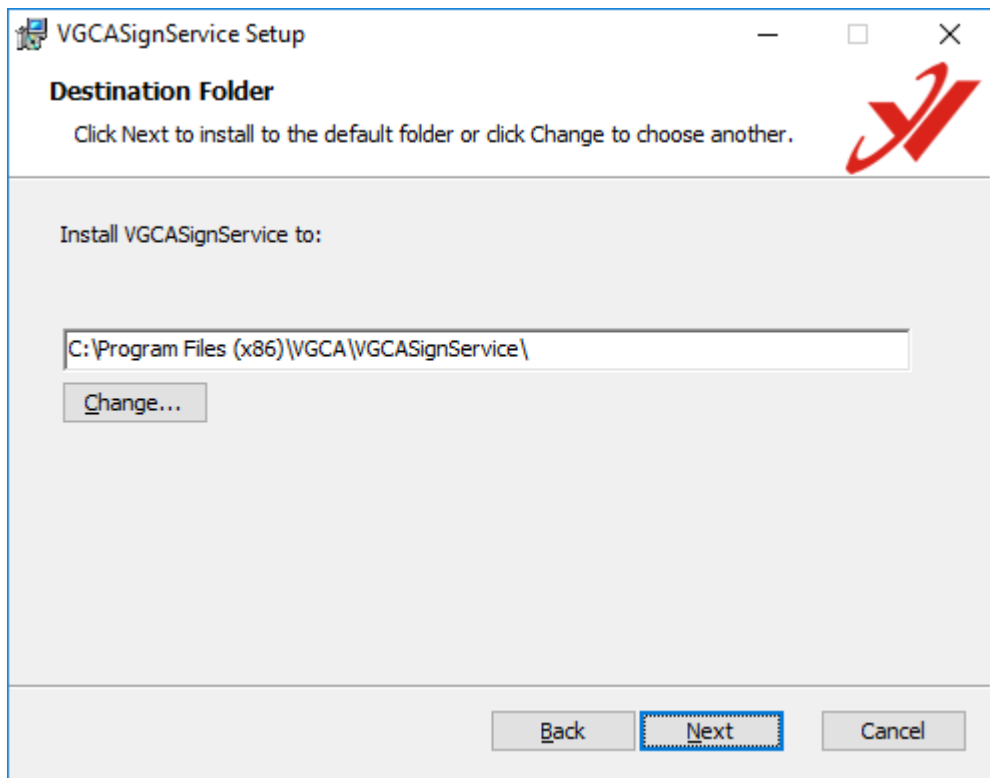 VGCASignService Setup
Destination Folder
Click Next to install to the default folder or click Change to choose another.
Install VGCASignService to:
C:\Program Files (x86)\VGCA\VGCASignService\
Change...
Back Next Cancel